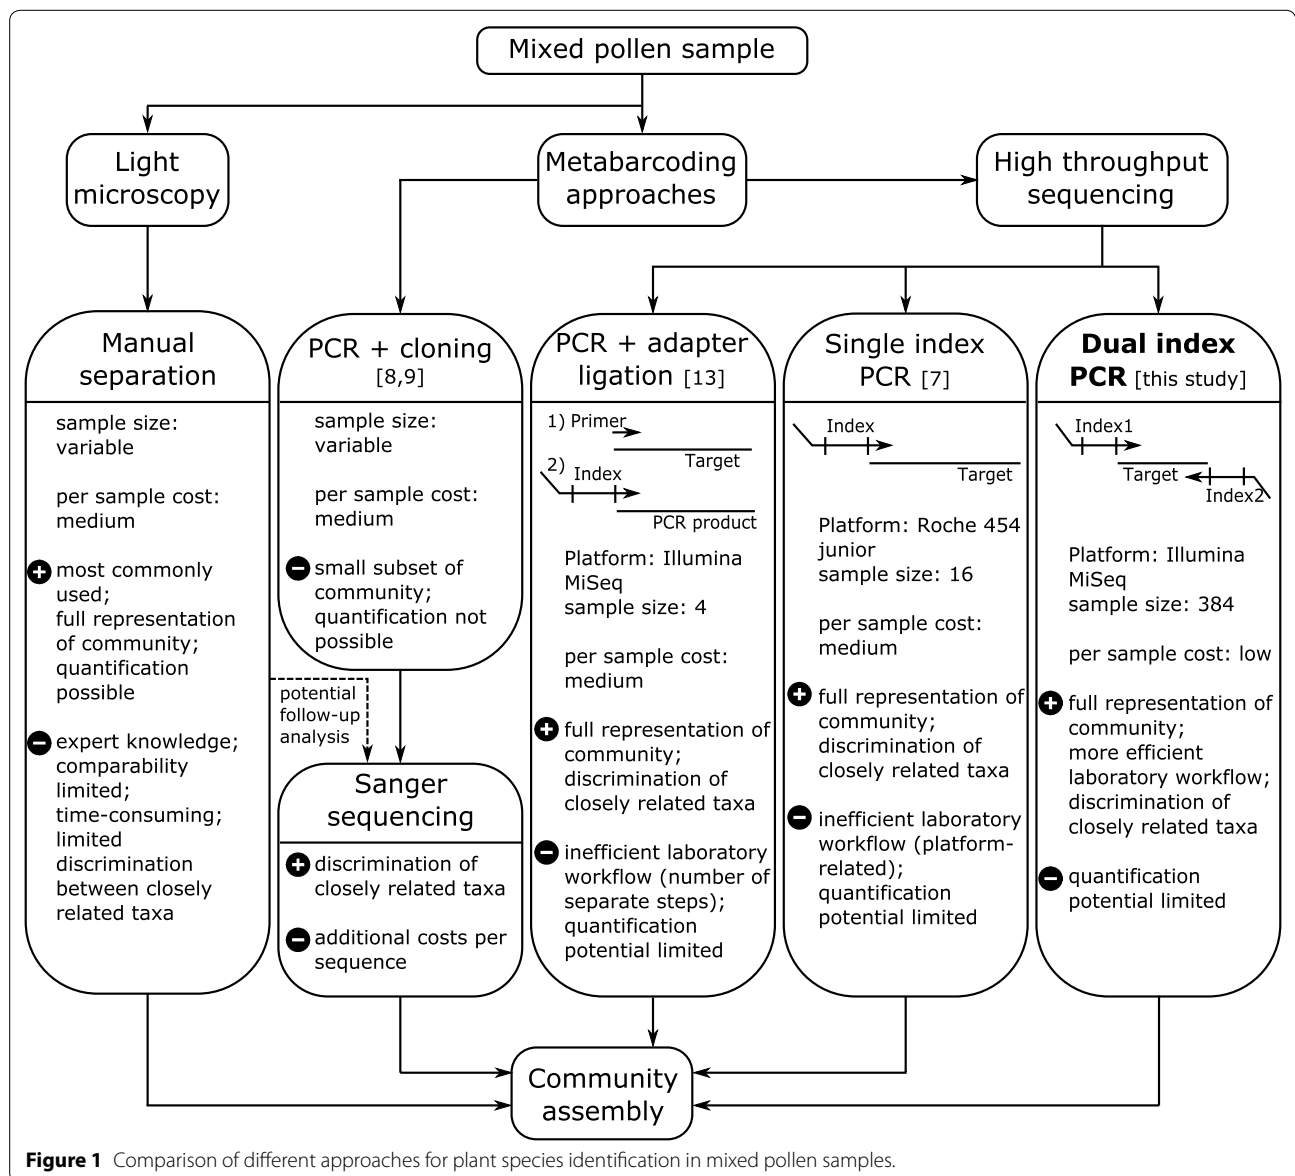 Mixed pollen sample
Light
microscopy
Metabarcoding
approaches
High throughput
sequencing
Manual
separation
sample size:
variable
per sample cost:
medium
+ most commonly
used;
full representation
of community;
quantification
possible
− expert knowledge;
comparability
limited;
time-consuming;
limited
discrimination
between closely
related taxa
PCR + cloning
[8,9]
sample size:
variable
per sample cost:
medium
− small subset of
community;
quantification not
possible
potential
follow-up
analysis
Sanger
sequencing
+ discrimination of
closely related taxa
− additional costs per
sequence
PCR + adapter
ligation [13]
1) Primer
Target
2) Index
PCR product
Platform: Illumina
MiSeq
sample size: 4
per sample cost:
medium
+ full representation of
community;
discrimination of
closely related taxa
− inefficient laboratory
workflow (number of
separate steps);
quantification
potential limited
Single index
PCR [7]
Index
Target
Platform: Roche 454
junior
sample size: 16
per sample cost:
medium
+ full representation of
community;
discrimination of
closely related taxa
− inefficient laboratory
workflow (platform-
related);
quantification
potential limited
Dual index
PCR [this study]
Index1
Target
Index2
Platform: Illumina
MiSeq
sample size: 384
per sample cost: low
+ full representation of
community;
more efficient
laboratory workflow;
discrimination of
closely related taxa
− quantification
potential limited
Community
assembly
Figure 1 Comparison of different approaches for plant species identification in mixed pollen samples.